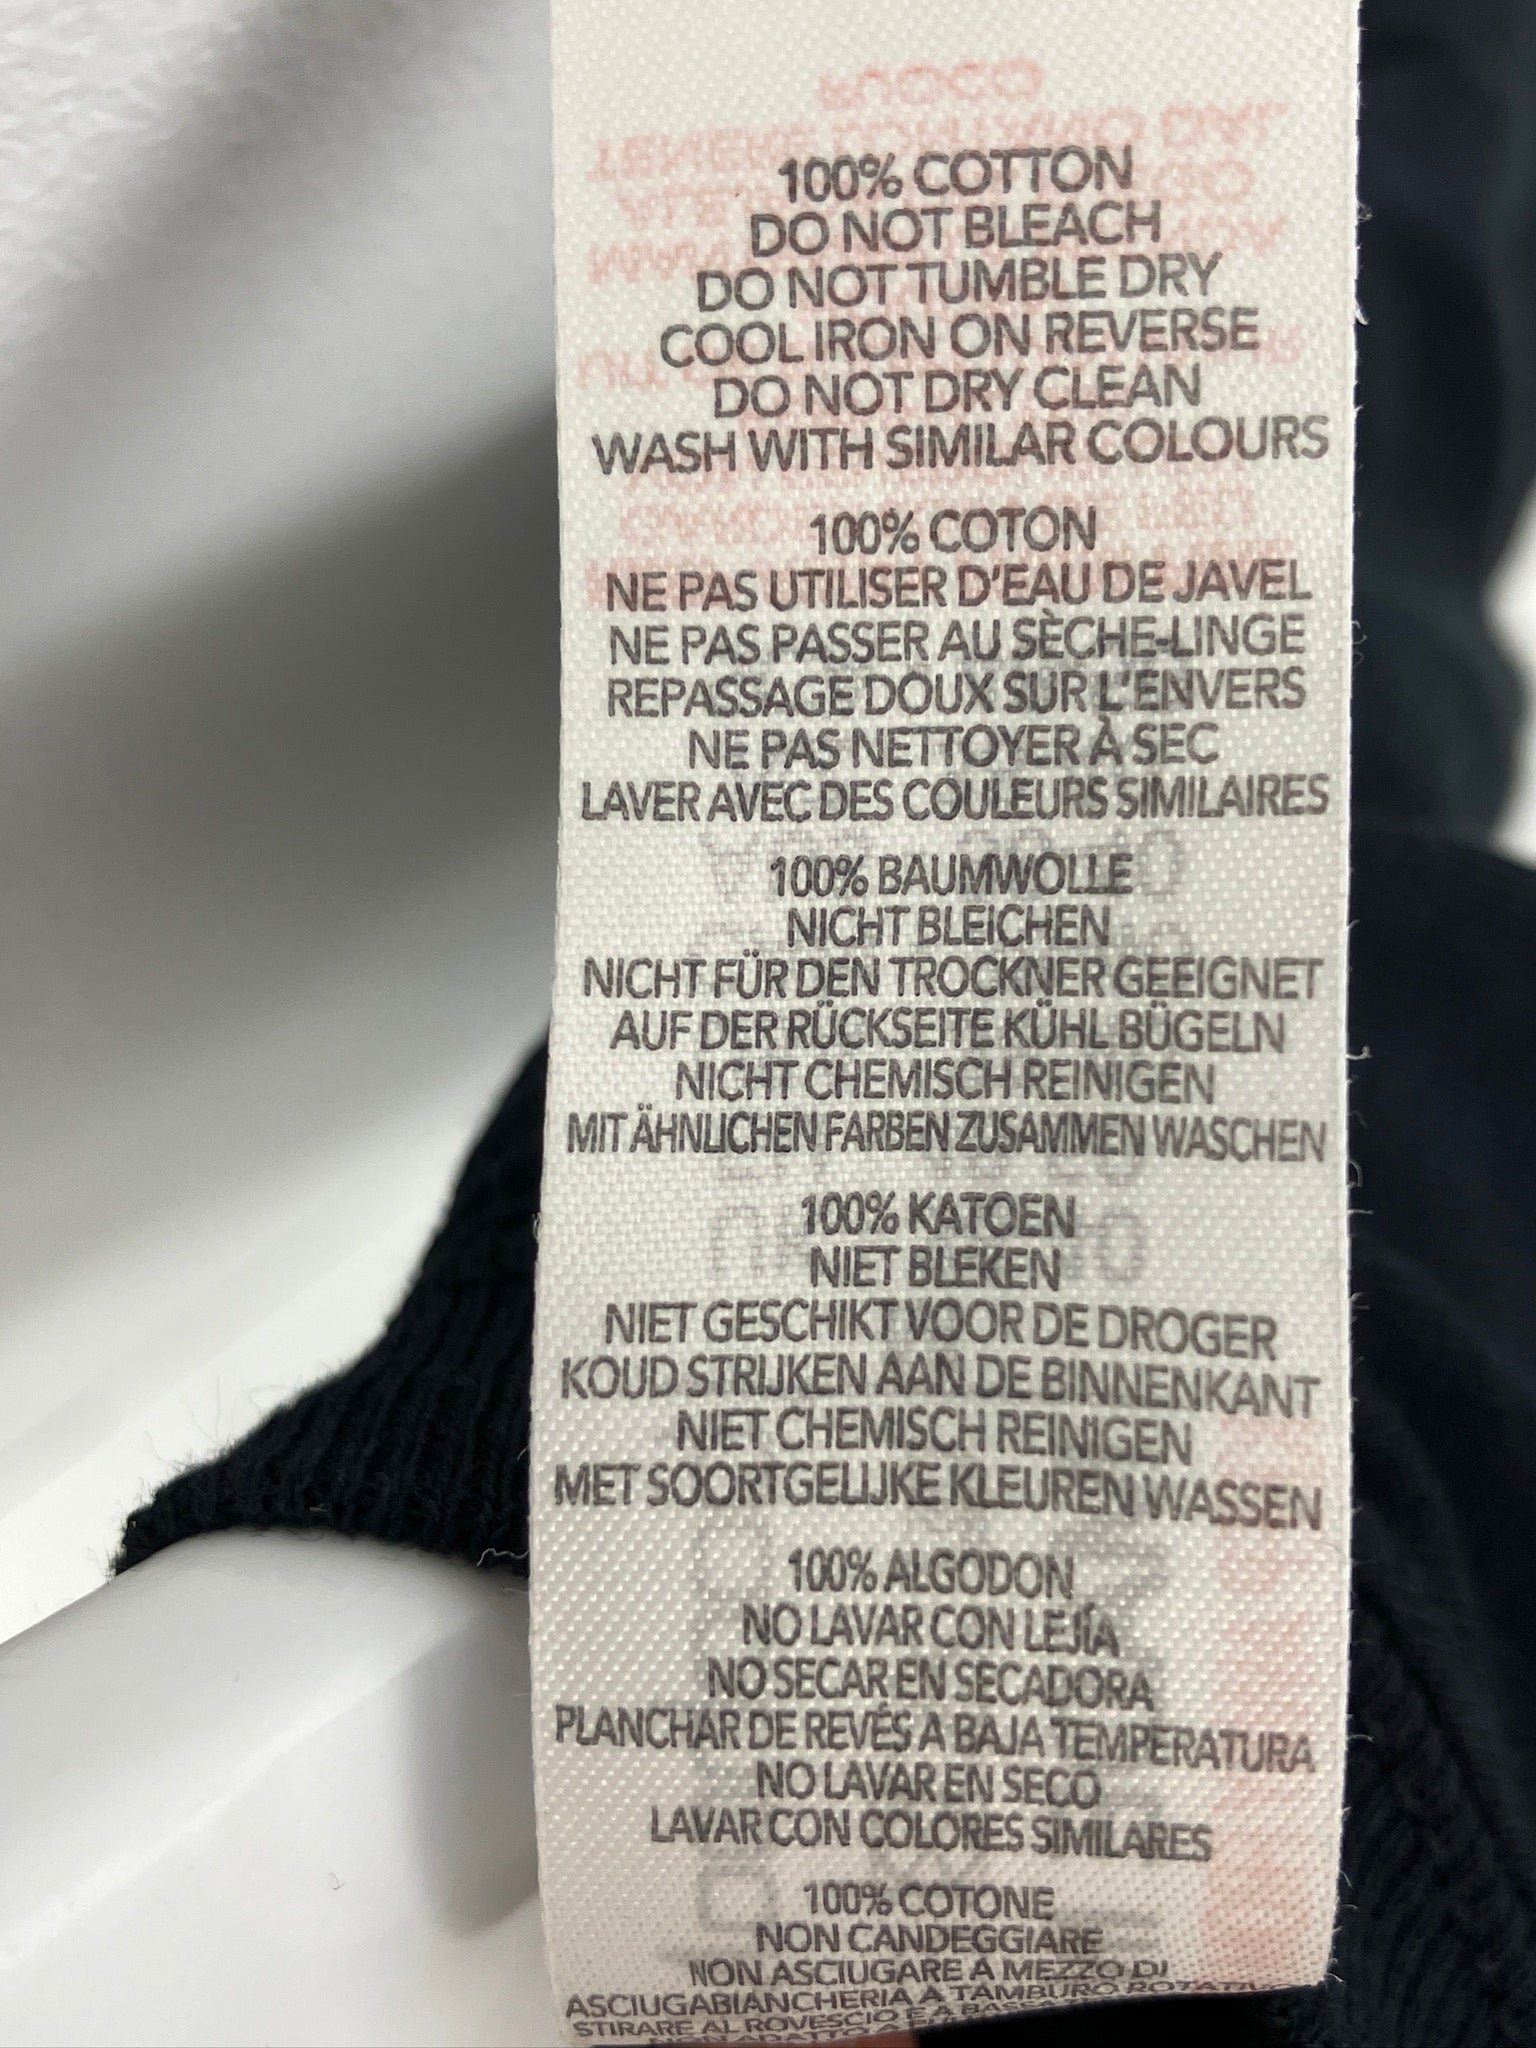 100% COTTON
DO NOT BLEACH
DO NOT TUMBLE DRY
COOL IRON ON REVERSE
DO NOT DRY CLEAN
WASH WITH SIMILAR COLOURS
100% COTON
NE PAS UTILISER D'EAU DE JAVEL
NE PAS PASSER AU SÈCHE-LINGE
REPASSAGE DOUX SUR L'ENVERS
NE PAS NETTOYER À SEC
LAVER AVEC DES COULEURS SIMILAIRES
100% BAUMWOLLE
NICHT BLEICHEN
NICHT FÜR DEN TROCKNER GEEIGNET
AUF DER RÜCKSEITE KÜHL BÜGELN
NICHT CHEMISCH REINIGEN
MIT ÄHNLICHEN FARBEN ZUSAMMEN WASCHEN
100% KATOEN
NIET BLEKEN
NIET GESCHIKT VOOR DE DROGER
KOUD STRIJKEN AAN DE BINNENKANT
NIET CHEMISCH REINIGEN
MET SOORTGELIJKE KLEUREN WASSEN
100% ALGODON
NO LAVAR CON LEJÍA
NO SECAR EN SECADORA
PLANCHAR DE REVÉS A BAJA TEMPERATURA
NO LAVAR EN SECO
LAVAR CON COLORES SIMILARES
100% COTONE
NON CANDEGGIARE
NON ASCIUGARE A MEZZO DI
ASCIUGABIANCHERIA A TAMBURO ROTATIVO
STIRARE AL ROVESCIO E A
NON ADATTO A